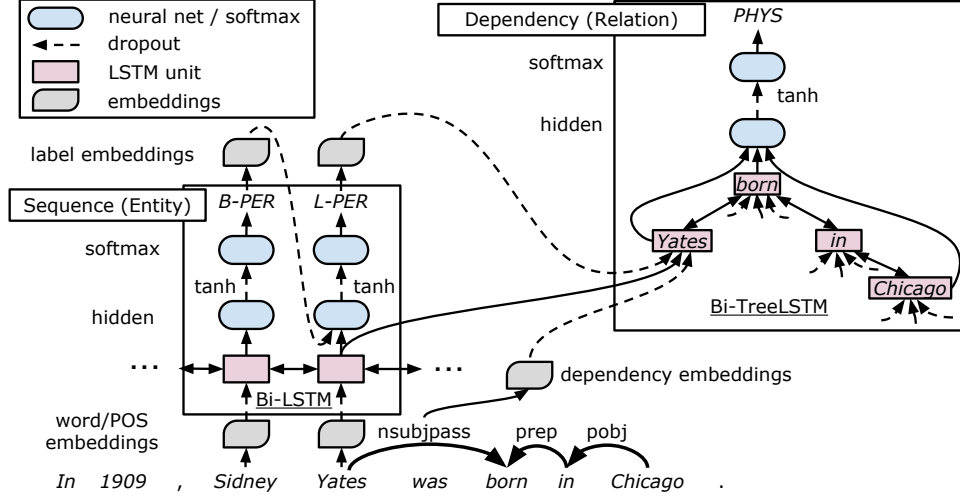 neural net / softmax
dropout
LSTM unit
embeddings
Dependency (Relation)
PHYS
softmax
tanh
hidden
born
Yates
in
Chicago
Bi-TreeLSTM
label embeddings
Sequence (Entity)
B-PER
L-PER
softmax
tanh
tanh
hidden
...
...
Bi-LSTM
dependency embeddings
word/POS
embeddings
nsubjpass
prep
pobj
In 1909 , Sidney Yates was born in Chicago .